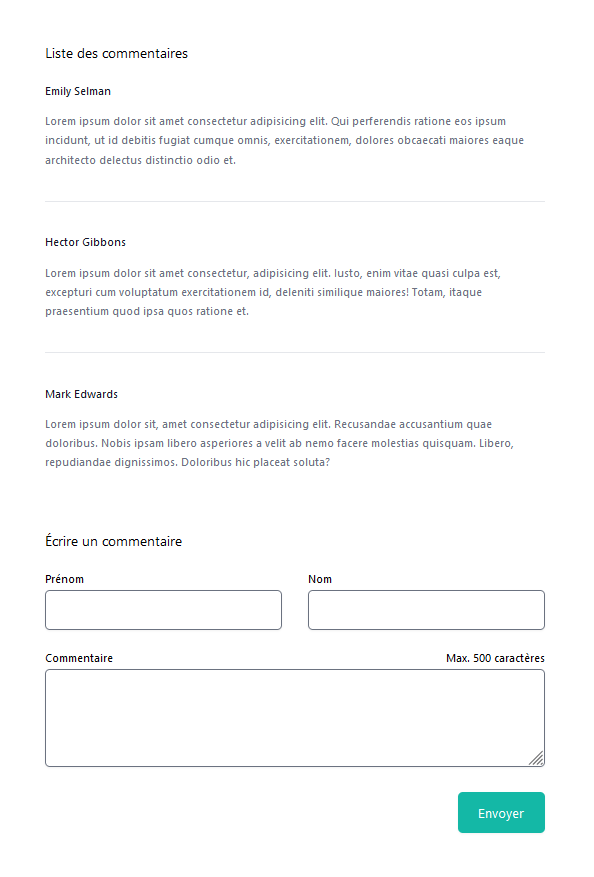 Liste des commentaires
Emily Selman
Lorem ipsum dolor sit amet consectetur adipisicing elit. Qui perferendis ratione eos ipsum
incidunt, ut id debitis fugiat cumque omnis, exercitationem, dolores obcaecati maiores eaque
architecto delectus distinctio odio et.
Hector Gibbons
Lorem ipsum dolor sit amet consectetur, adipisicing elit. Iusto, enim vitae quasi culpa est,
excepturi cum voluptatum exercitationem id, deleniti similique maiores! Totam, itaque
praesentium quod ipsa quos ratione et.
Mark Edwards
Lorem ipsum dolor sit, amet consectetur adipisicing elit. Recusandae accusantium quae
doloribus. Nobis ipsam libero asperiores a velit ab nemo facere molestias quisquam. Libero,
repudiandae dignissimos. Doloribus hic placeat soluta?
Écrire un commentaire
Prénom Nom
Commentaire Max. 500 caractères
Envoyer